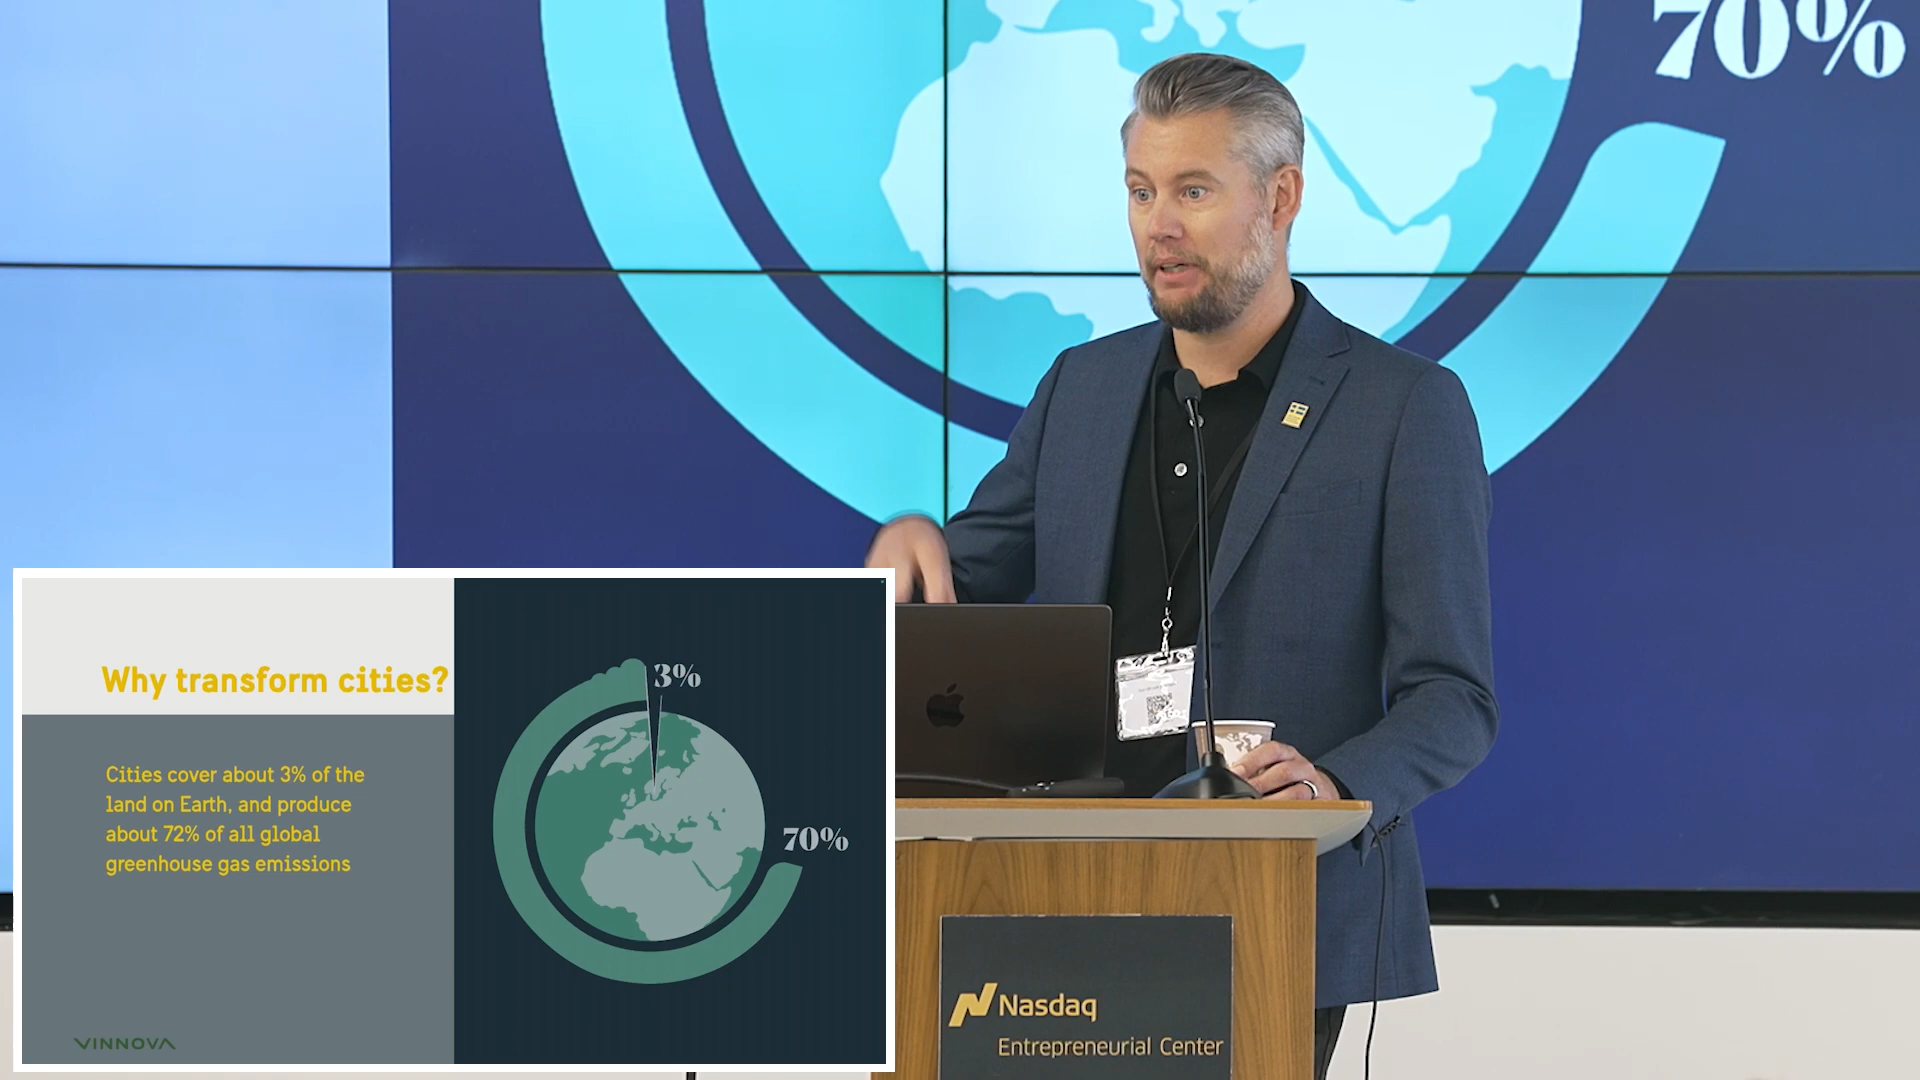 70%
Why transform cities?
Cities cover about 3% of the
land on Earth, and produce
about 72% of all global
greenhouse gas emissions
3%
70%
VINNOVA
Nasdaq
Entrepreneurial Center